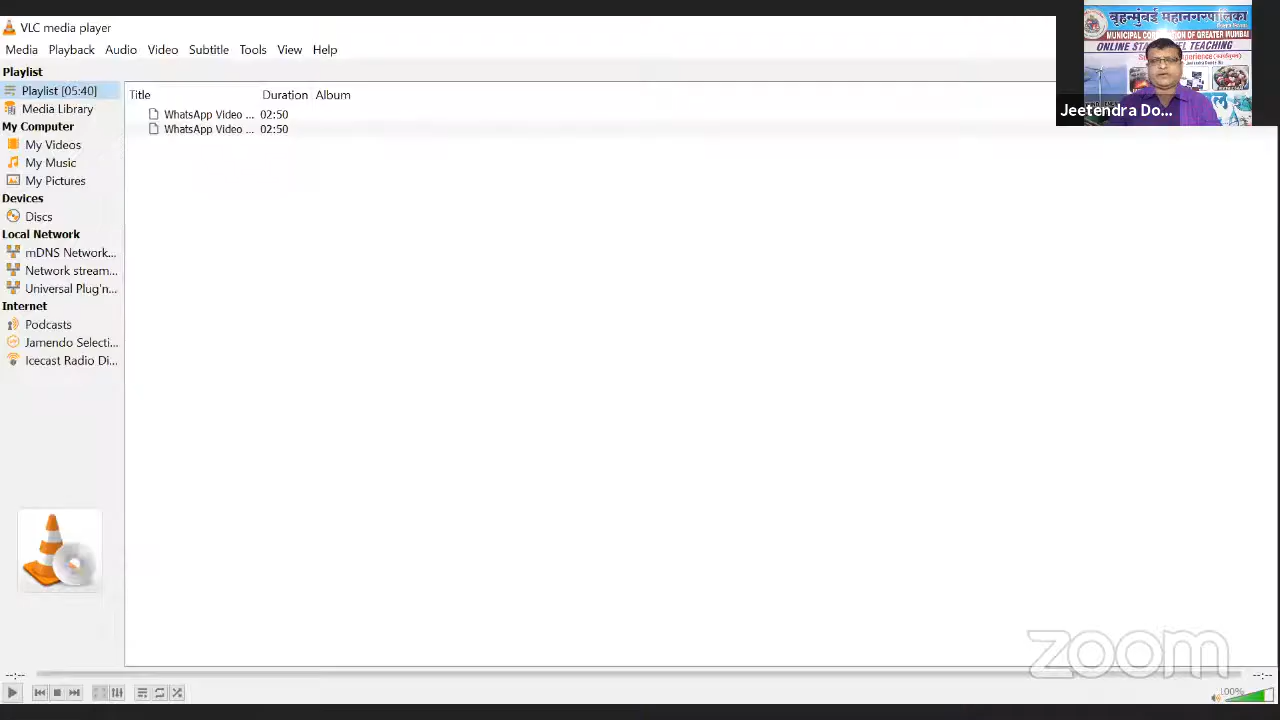 VLC media player
Media Playback Audio Video Subtitle Tools View Help
Playlist
Playlist [05:40]
Media Library
My Computer
My Videos
My Music
My Pictures
Devices
Discs
Local Network
mDNS Network...
Network stream...
Universal Plug'n...
Internet
Podcasts
Jamendo Selecti...
Icecast Radio Di...
Title Duration Album
WhatsApp Video ... 02:50
WhatsApp Video ... 02:50
बृहन्मुंबई महानगरपालिका
MUNICIPAL CORPORATION OF GREATER MUMBAI
Jeetendra Do...
zoom
--:--
--:--
100%